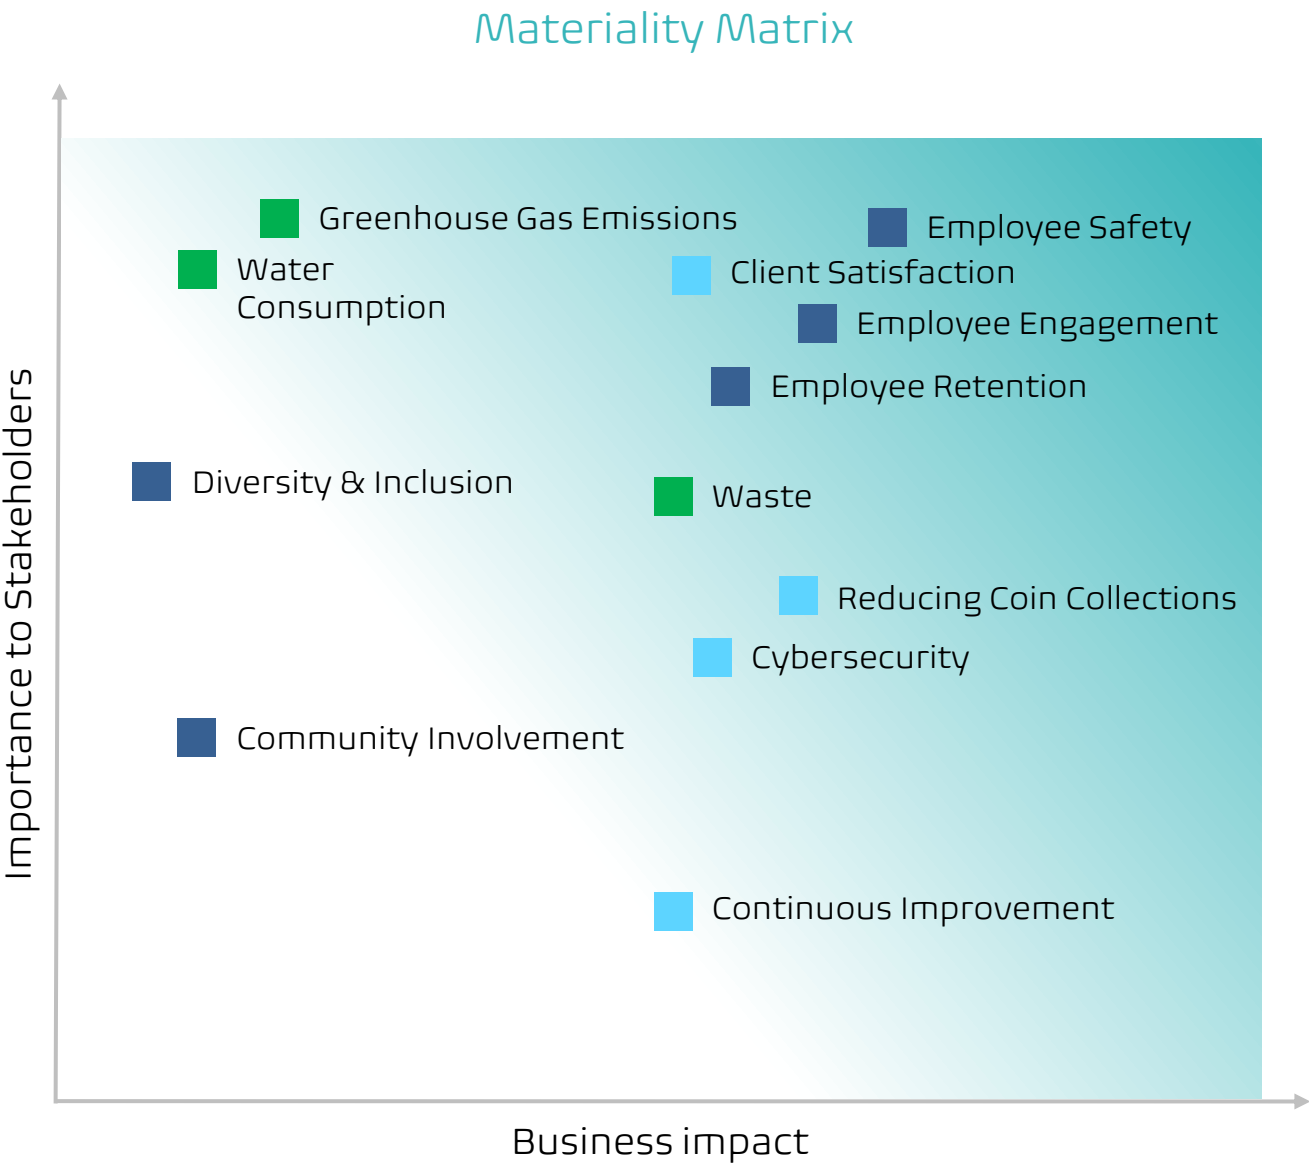 Materiality Matrix
Greenhouse Gas Emissions
Employee Safety
Water
Consumption
Client Satisfaction
Employee Engagement
Employee Retention
Importance to Stakeholders
Diversity & Inclusion
Waste
Reducing Coin Collections
Cybersecurity
Community Involvement
Continuous Improvement
Business impact